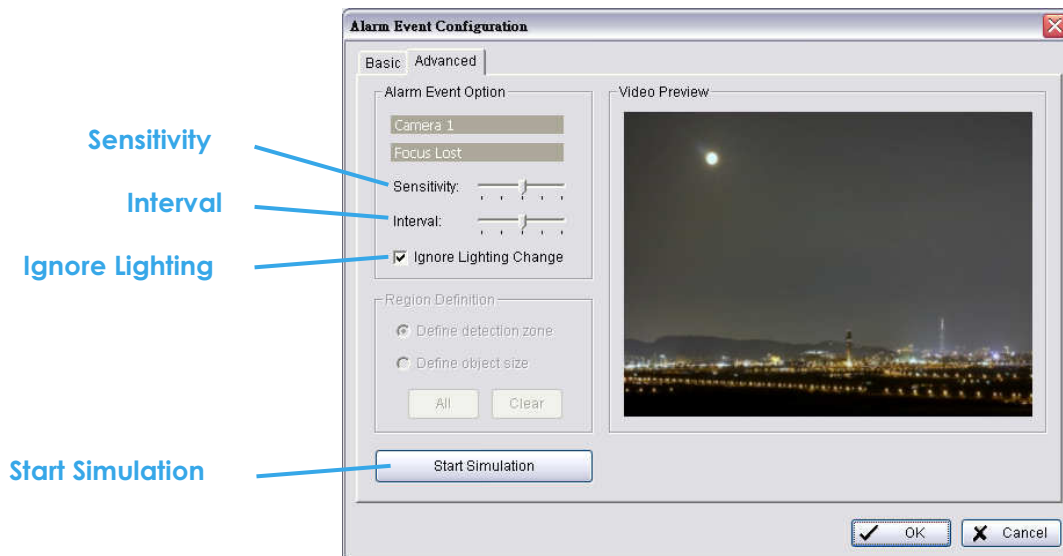 Alarm Event Configuration
Basic
Advanced
Alarm Event Option
Video Preview
Camera 1
Focus Lost
Sensitivity
Sensitivity:
Interval
Interval:
Ignore Lighting
Ignore Lighting Change
Region Definition
Define detection zone
Define object size
All
Clear
Start Simulation
Start Simulation
OK
Cancel